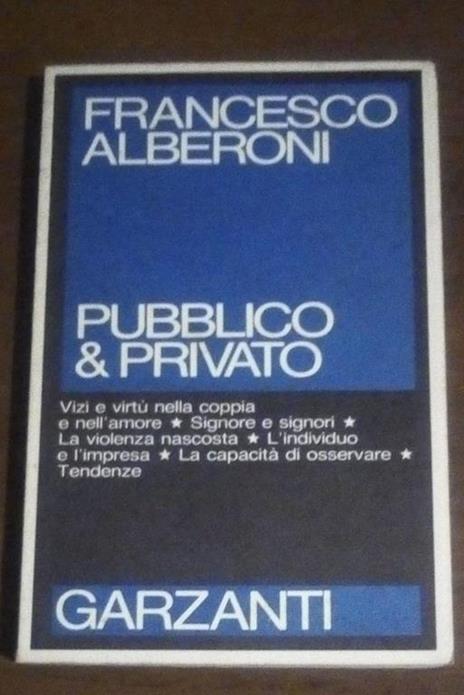 FRANCESCO
ALBERONI
PUBBLICO
& PRIVATO
Vizi e virtù nella coppia
e nell'amore ★ Signore e signori ★
La violenza nascosta ★ L'individuo
e l'impresa ★ La capacità di osservare ★
Tendenze
GARZANTI